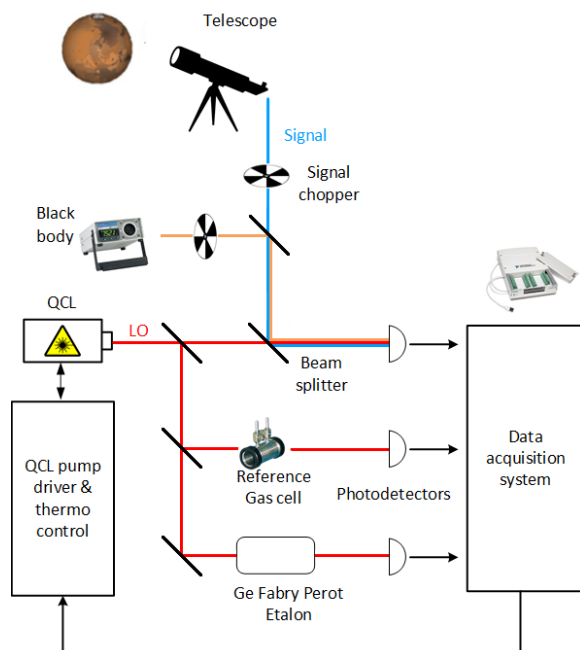 Telescope
Signal
Signal
chopper
Black
body
QCL
LO
Beam
splitter
QCL pump
driver &
thermo
control
Reference
Gas cell
Photodetectors
Data
acquisition
system
Ge Fabry Perot
Etalon